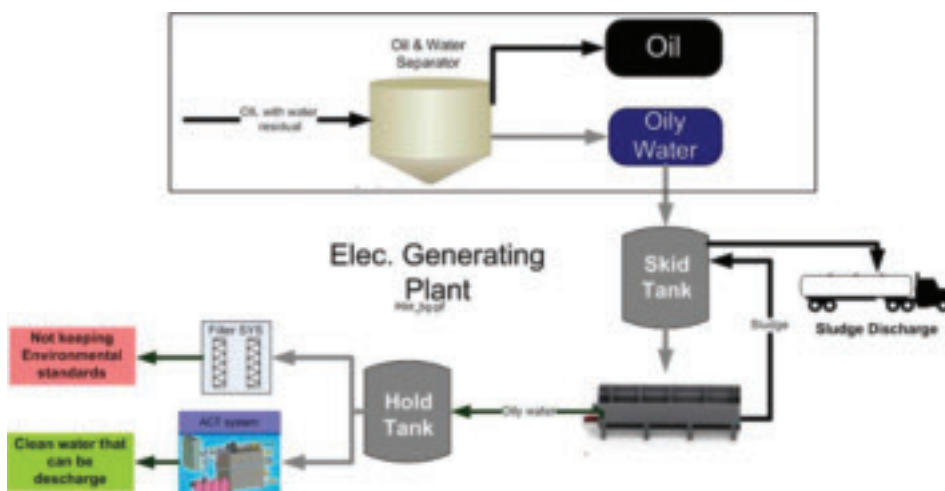 Oil & Water
Separator
Oil
OIL with water
residual
Oily
Water
Elec. Generating
Plant
Skid
Tank
Sludge
Sludge Discharge
Filter SYS
Not keeping
Environmental
standards
Hold
Tank
Oily water
ACT system
Clean water that
can be
descharge